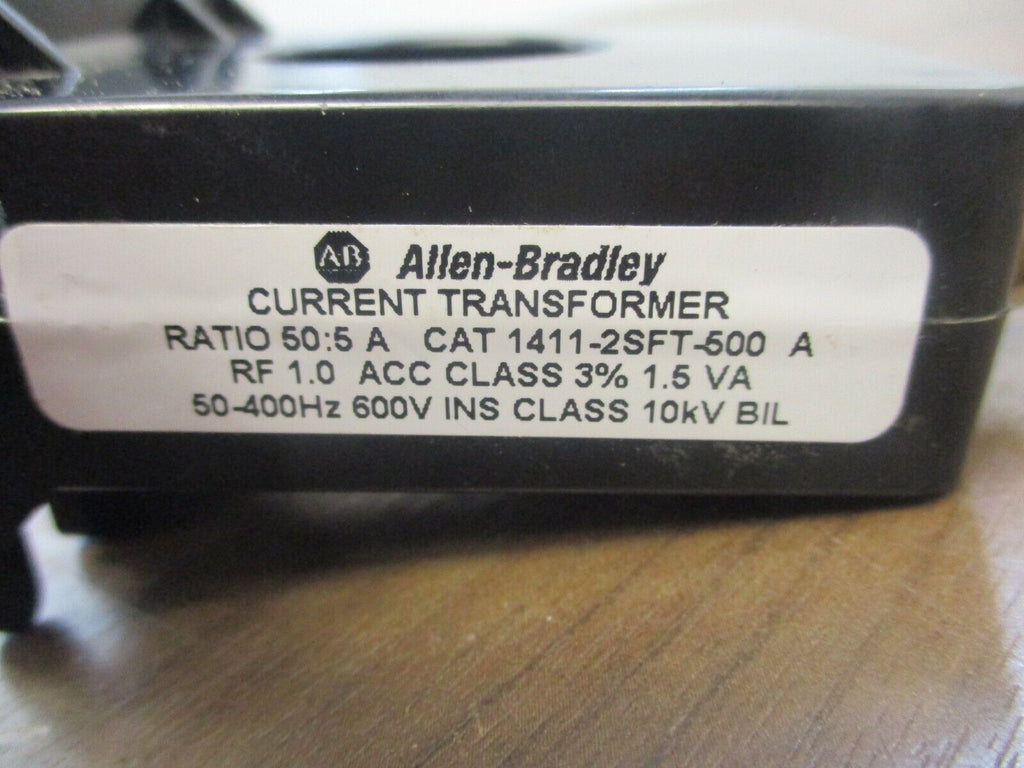 AB Allen-Bradley
CURRENT TRANSFORMER
RATIO 50:5 A CAT 1411-2SFT-500 A
RF 1.0 ACC CLASS 3% 1.5 VA
50-400Hz 600V INS CLASS 10kV BIL